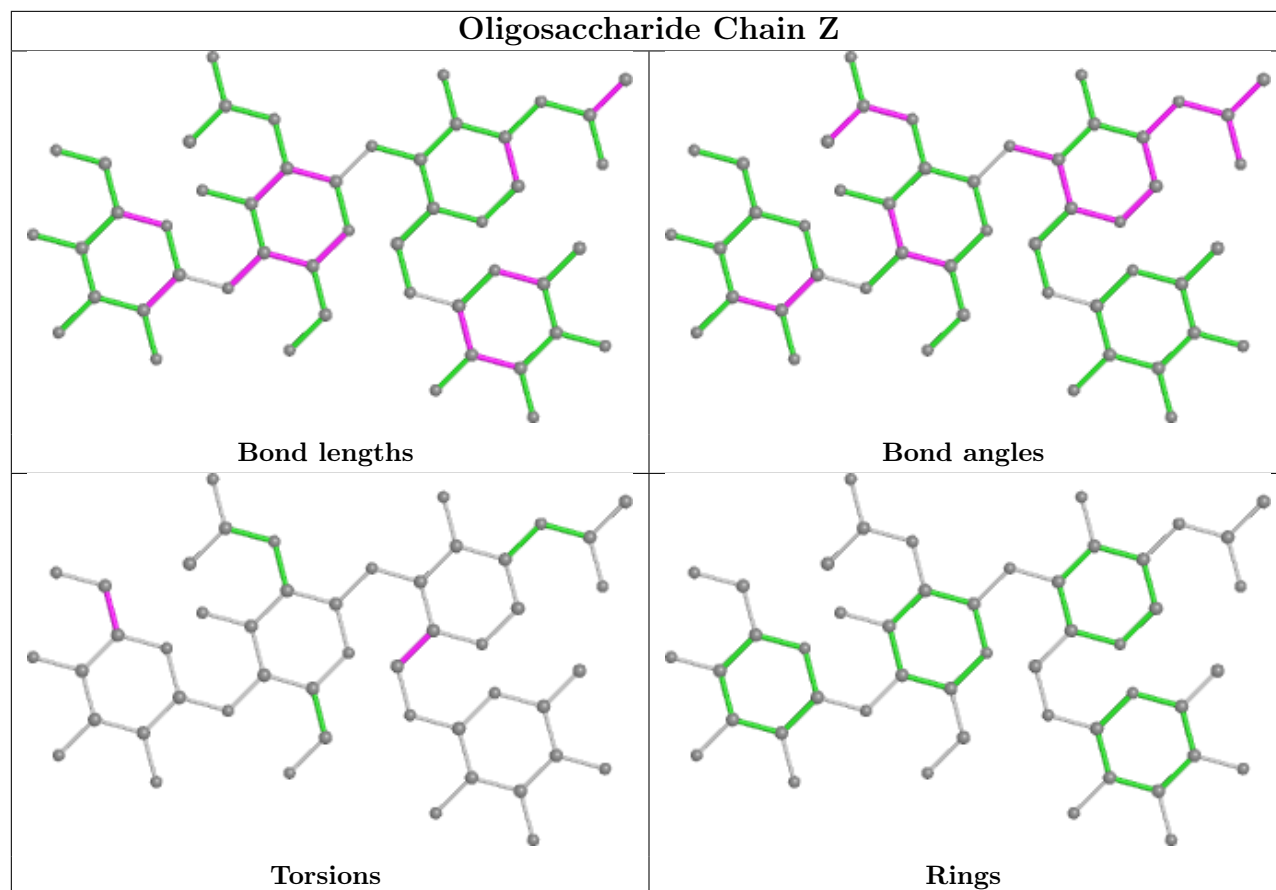 Oligosaccharide Chain Z
Bond lengths
Bond angles
Torsions
Rings